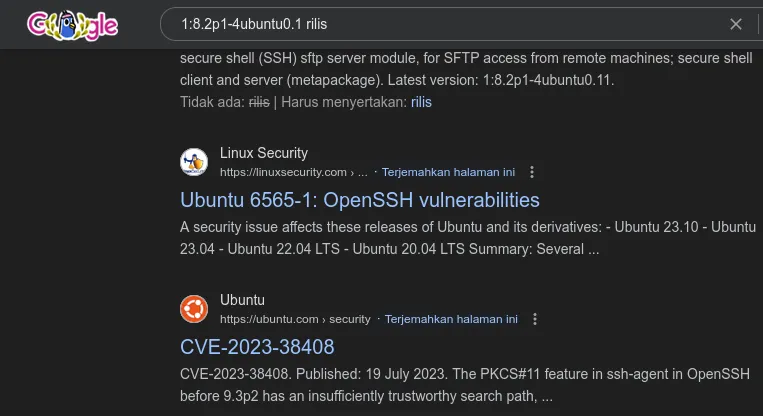 Google
1:8.2p1-4ubuntu0.1 rilis
secure shell (SSH) sftp server module, for SFTP access from remote machines; secure shell
client and server (metapackage). Latest version: 1:8.2p1-4ubuntu0.11.
Tidak ada: rilis | Harus menyertakan: rilis
Linux Security
https://linuxsecurity.com › ... · Terjemahkan halaman ini
Ubuntu 6565-1: OpenSSH vulnerabilities
A security issue affects these releases of Ubuntu and its derivatives: - Ubuntu 23.10 - Ubuntu
23.04 - Ubuntu 22.04 LTS - Ubuntu 20.04 LTS Summary: Several ...
Ubuntu
https://ubuntu.com › security · Terjemahkan halaman ini
CVE-2023-38408
CVE-2023-38408. Published: 19 July 2023. The PKCS#11 feature in ssh-agent in OpenSSH
before 9.3p2 has an insufficiently trustworthy search path, ...